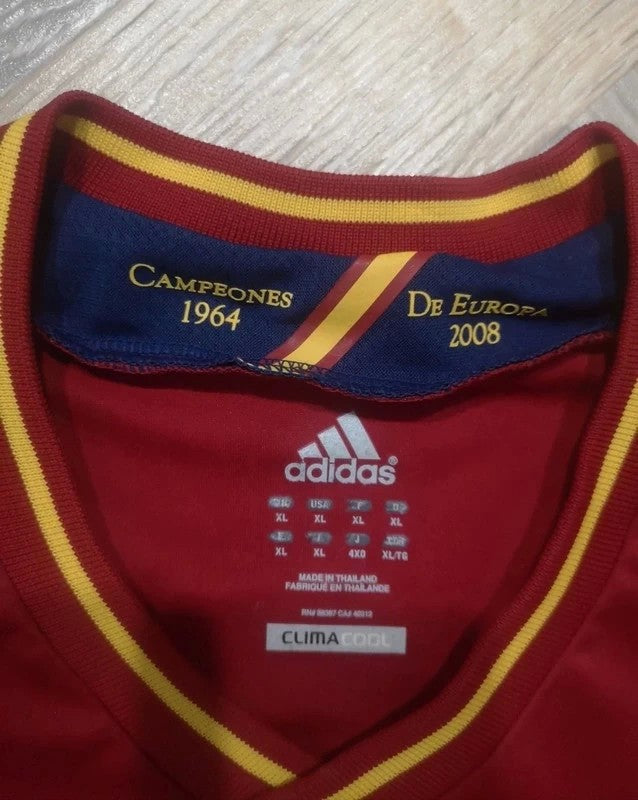 CAMPEONES
1964
DE EUROPA
2008
adidas®
UK USA F D
XL XL XL XL
E I J
XL XL 4XO XL/TG
MADE IN THAILAND
FABRIQUÉ EN THAÏLANDE
CLIMACOOL